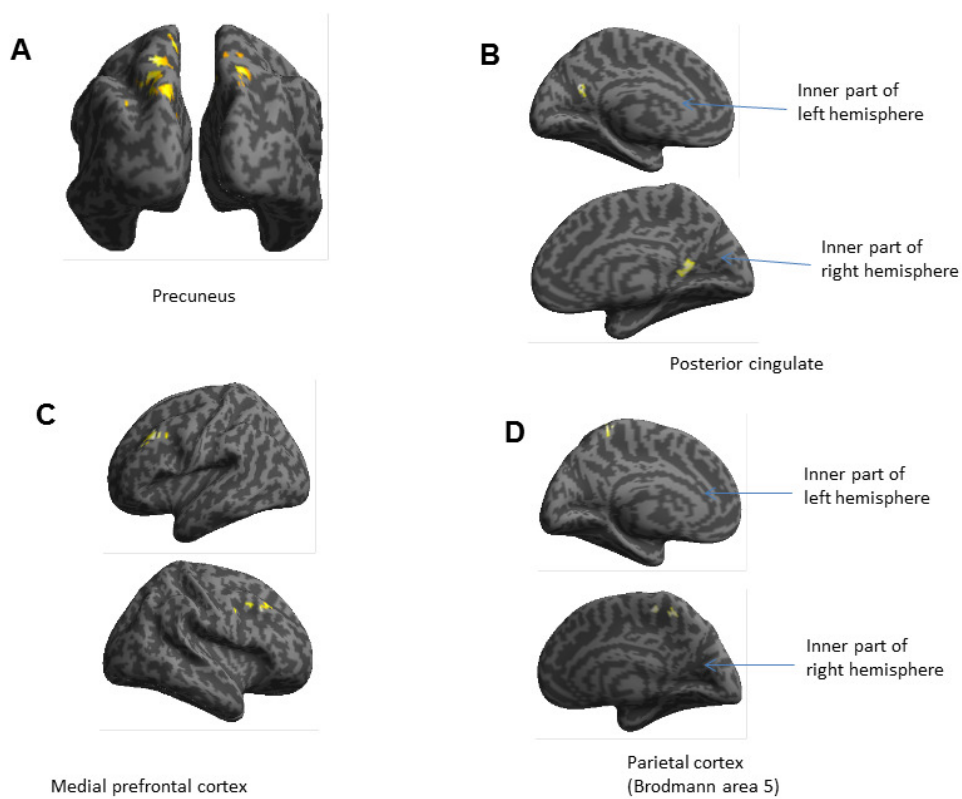 A
Precuneus
B
Inner part of
left hemisphere
Inner part of
right hemisphere
Posterior cingulate
C
Medial prefrontal cortex
D
Inner part of
left hemisphere
Inner part of
right hemisphere
Parietal cortex
(Brodmann area 5)